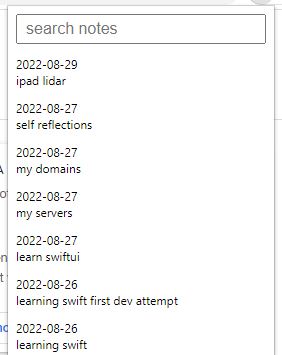 search notes
2022-08-29
ipad lidar
2022-08-27
self reflections
2022-08-27
my domains
2022-08-27
my servers
2022-08-27
learn swiftui
2022-08-26
learning swift first dev attempt
2022-08-26
learning swift